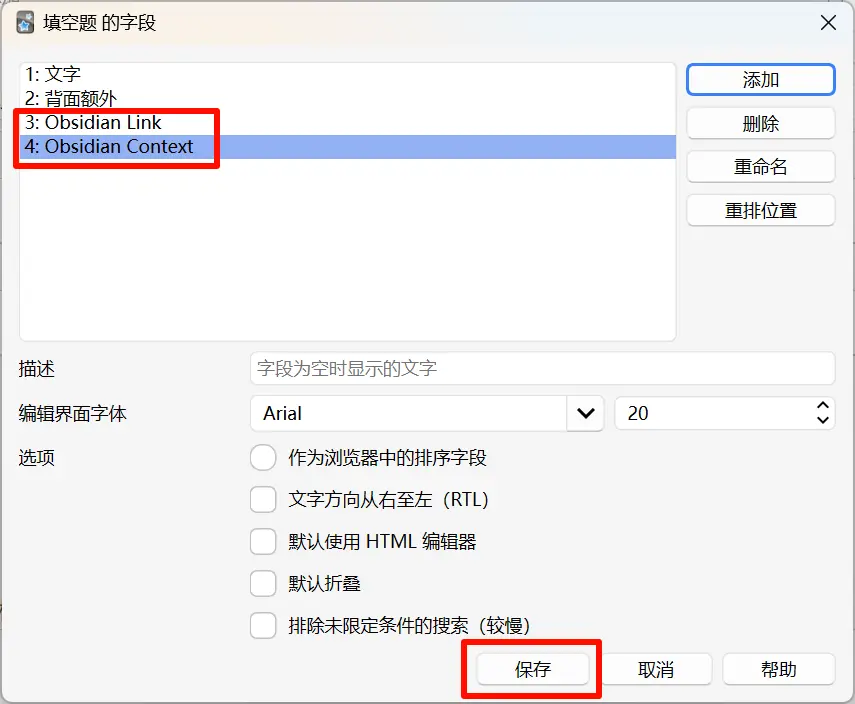 填空题 的字段
1: 文字
2: 背面额外
3: Obsidian Link
4: Obsidian Context
添加
删除
重命名
重排位置
描述
字段为空时显示的文字
编辑界面字体
Arial
20
选项
作为浏览器中的排序字段
文字方向从右至左（RTL）
默认使用 HTML 编辑器
默认折叠
排除未限定条件的搜索（较慢）
保存
取消
帮助